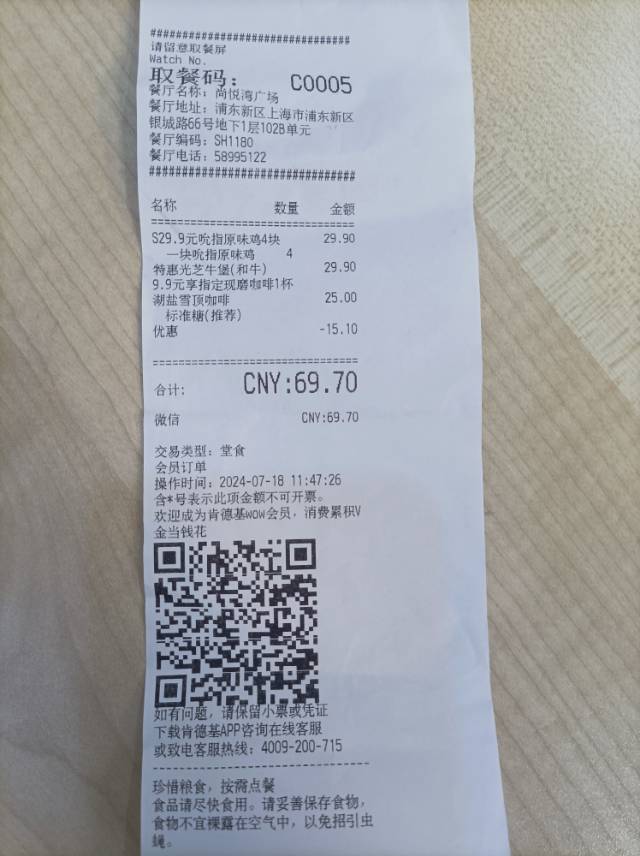 ################################
请留意取餐屏
Watch No.
取餐码: C0005
餐厅名称: 尚悦湾广场
餐厅地址: 浦东新区上海市浦东新区
银城路66号地下1层102B单元
餐厅编码: SH1180
餐厅电话: 58995122
################################
名称 数量 金额
================================
S29.9元吮指原味鸡4块 29.90
一块吮指原味鸡 4
特惠光芝牛堡(和牛) 29.90
9.9元享指定现磨咖啡1杯
湖盐雪顶咖啡 25.00
标准糖(推荐)
优惠 -15.10
================================
合计: CNY:69.70
微信 CNY:69.70
交易类型: 堂食
会员订单
操作时间: 2024-07-18 11:47:26
含*号表示此项金额不可开票。
欢迎成为肯德基wow会员, 消费累积V
金当钱花
如有问题, 请保留小票或凭证
下载肯德基APP咨询在线客服
或致电客服热线: 4009-200-715
--------------------------------
珍惜粮食, 按需点餐
食品请尽快食用。请妥善保存食物,
食物不宜裸露在空气中, 以免招引虫
蝇。